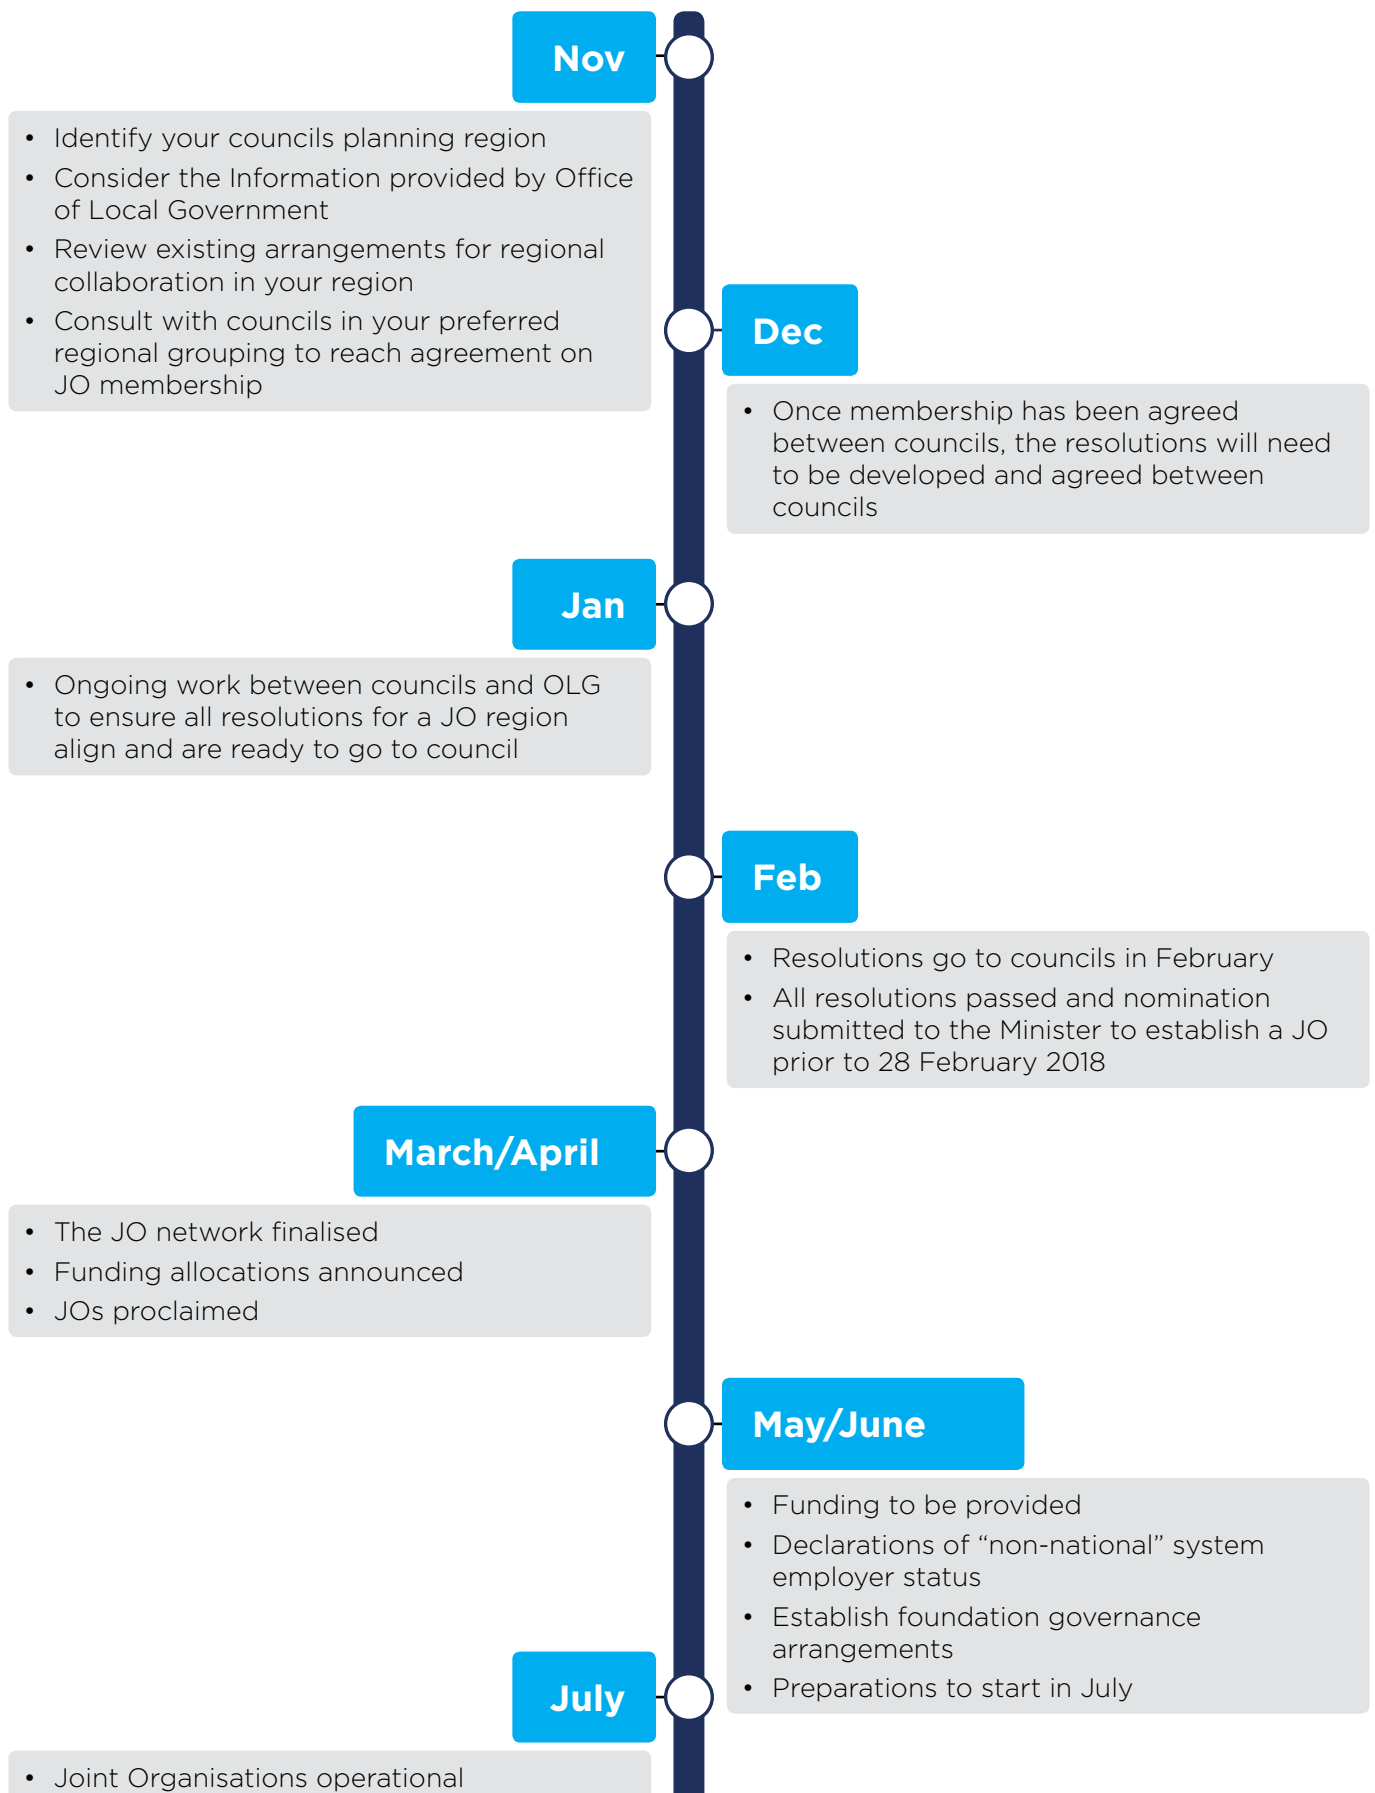 Nov
• Identify your councils planning region
• Consider the Information provided by Office
of Local Government
• Review existing arrangements for regional
collaboration in your region
• Consult with councils in your preferred
regional grouping to reach agreement on
JO membership
Dec
• Once membership has been agreed
between councils, the resolutions will need
to be developed and agreed between
councils
Jan
• Ongoing work between councils and OLG
to ensure all resolutions for a JO region
align and are ready to go to council
Feb
• Resolutions go to councils in February
• All resolutions passed and nomination
submitted to the Minister to establish a JO
prior to 28 February 2018
March/April
• The JO network finalised
• Funding allocations announced
• JOs proclaimed
May/June
• Funding to be provided
• Declarations of “non-national” system
employer status
• Establish foundation governance
arrangements
• Preparations to start in July
July
• Joint Organisations operational